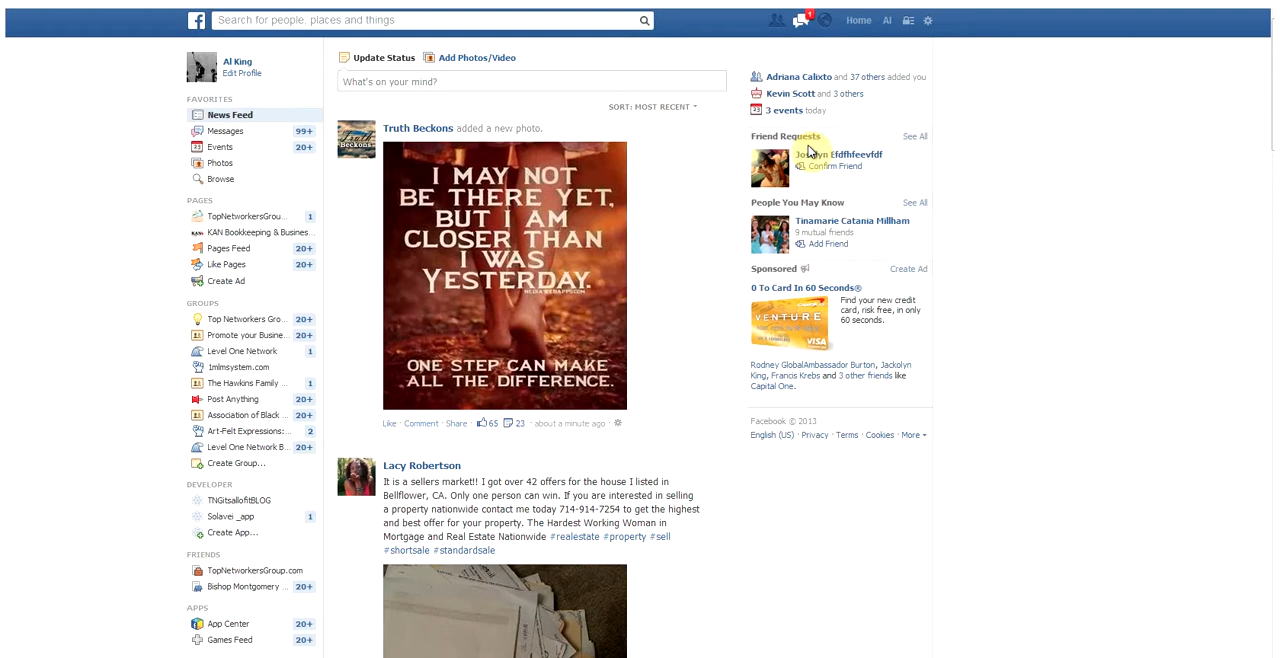 Search for people, places and things
1
Home
Al
Al King
Edit Profile
FAVORITES
News Feed
Messages 99+
Events 20+
Photos
Browse
PAGES
TopNetworkersGrou... 1
KAN Bookkeeping & Busines...
Pages Feed 20+
Like Pages 20+
Create Ad
GROUPS
Top Networkers Gro... 20+
Promote your Busine... 20+
Level One Network 1
1mlmsystem.com
The Hawkins Family ... 1
Post Anything 20+
Association of Black ... 20+
Art-Felt Expressions:... 2
Level One Network B... 20+
Create Group...
DEVELOPER
TNGitsallofitBLOG
Solavei _app 1
Create App...
FRIENDS
TopNetworkersGroup.com
Bishop Montgomery ... 20+
APPS
App Center 20+
Games Feed 20+
Update Status Add Photos/Video
What's on your mind?
SORT: MOST RECENT
Truth Beckons added a new photo.
Truth
Beckons
I MAY NOT
BE THERE YET,
BUT I AM
CLOSER THAN
I WAS
YESTERDAY.
MEDIAWEBAPPS.COM
ONE STEP CAN MAKE
ALL THE DIFFERENCE.
Like · Comment · Share · 65 23 · about a minute ago ·
Lacy Robertson
It is a sellers market!! I got over 42 offers for the house I listed in
Bellflower, CA. Only one person can win. If you are interested in selling
a property nationwide contact me today 714-914-7254 to get the highest
and best offer for your property. The Hardest Working Woman in
Mortgage and Real Estate Nationwide #realestate #property #sell
#shortsale #standardsale
Adriana Calixto and 37 others added you
Kevin Scott and 3 others
23 3 events today
Friend Requests See All
Efdfhfeevfdf
Confirm Friend
People You May Know See All
Tinamarie Catania Millham
9 mutual friends
Add Friend
Sponsored Create Ad
0 To Card In 60 Seconds®
VENTURE
VISA
Find your new credit
card, risk free, in only
60 seconds.
Rodney GlobalAmbassador Burton, Jackolyn
King, Francis Krebs and 3 other friends like
Capital One.
Facebook © 2013
English (US) · Privacy · Terms · Cookies · More